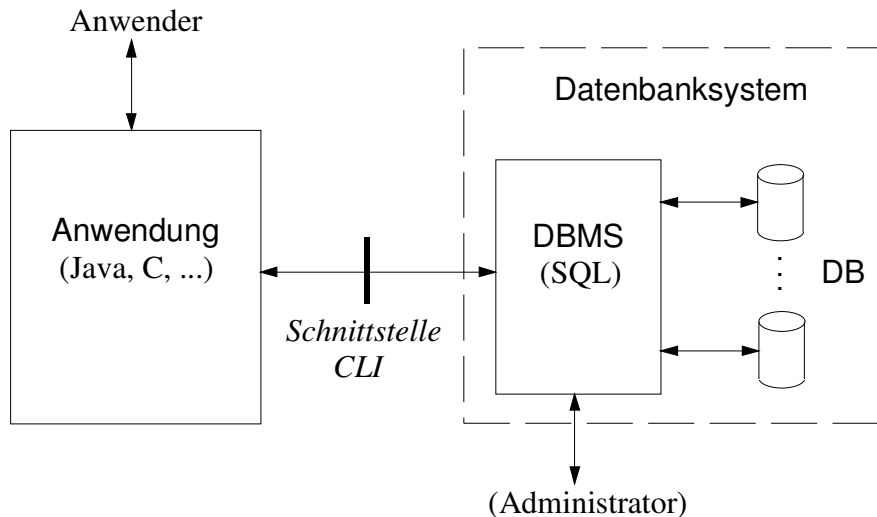 Anwender
Datenbanksystem
Anwendung
(Java, C, ...)
DBMS
(SQL)
DB
Schnittstelle
CLI
(Administrator)